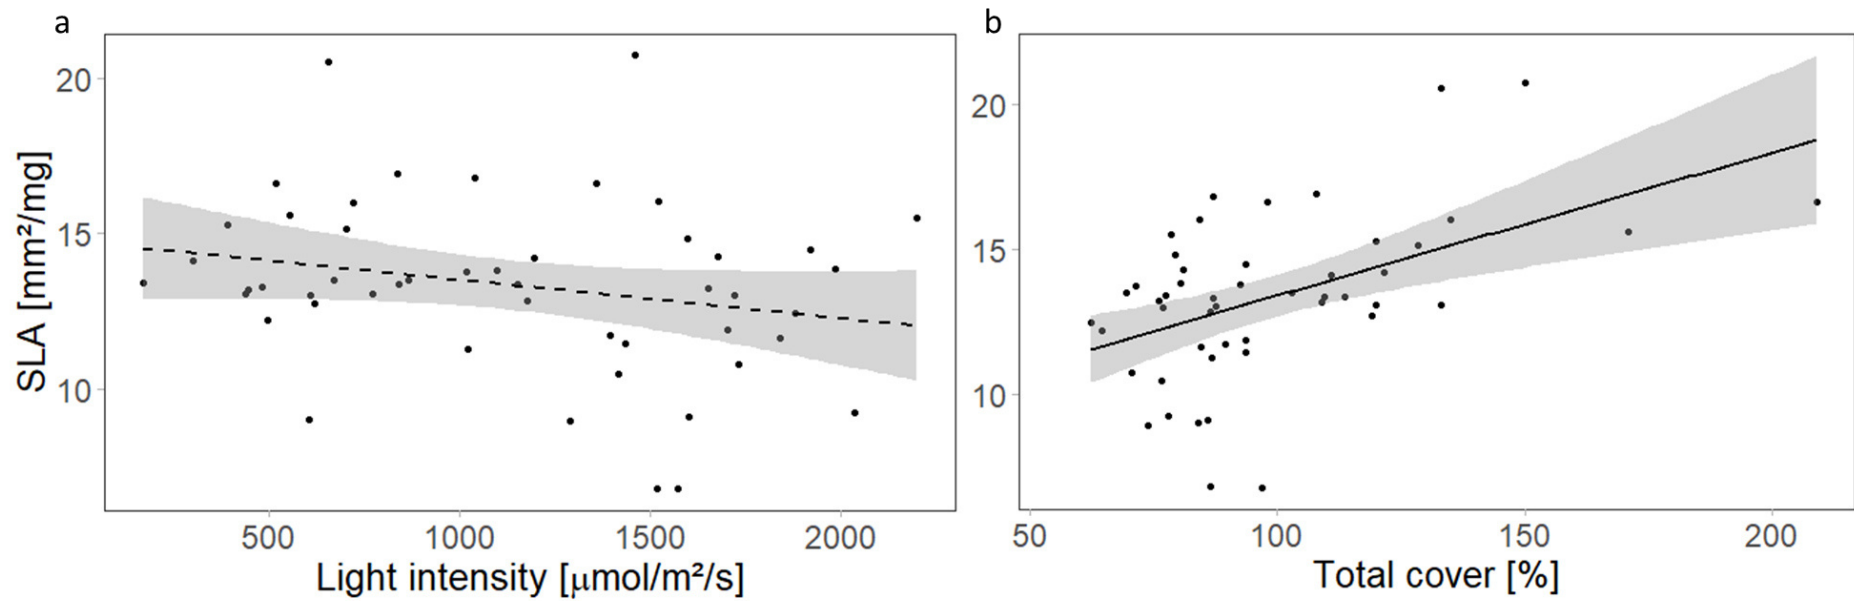 a
20
15
10
SLA [mm²/mg]
500 1000 1500 2000
Light intensity [μmol/m²/s]
b
20
15
10
50 100 150 200
Total cover [%]